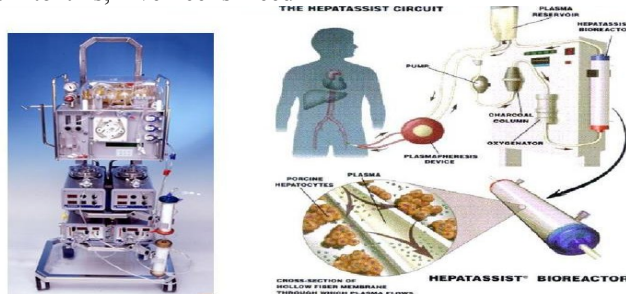 THE HEPATASSIST CIRCUIT
PLASMA
RESERVOIR
HEPATASSIST
BIOREACTOR
PUMP
CHARCOAL
COLUMN
OXYGENATOR
PLASMAPHERESIS
DEVICE
PORCINE
HEPATOCYTES
PLASMA
CROSS-SECTION OF
HOLLOW FIBER MEMBRANE
THROUGH WHICH PLASMA FLOWS
HEPATASSIST® BIOREACTOR